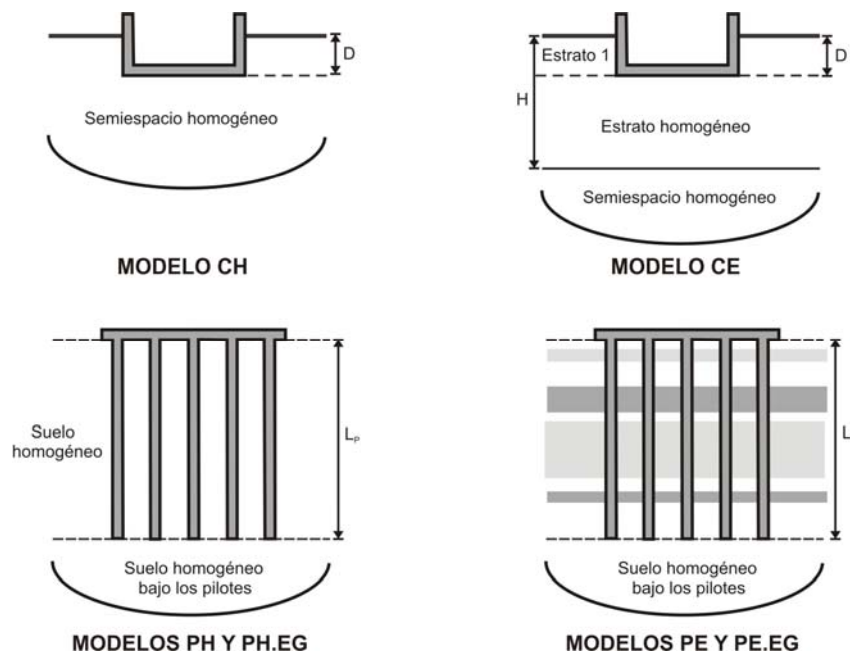 D
Semiespacio homogéneo
MODELO CH
Estrato 1
D
H
Estrato homogéneo
Semiespacio homogéneo
MODELO CE
Suelo
homogéneo
LP
Suelo homogéneo
bajo los pilotes
MODELOS PH Y PH.EG
L
Suelo homogéneo
bajo los pilotes
MODELOS PE Y PE.EG